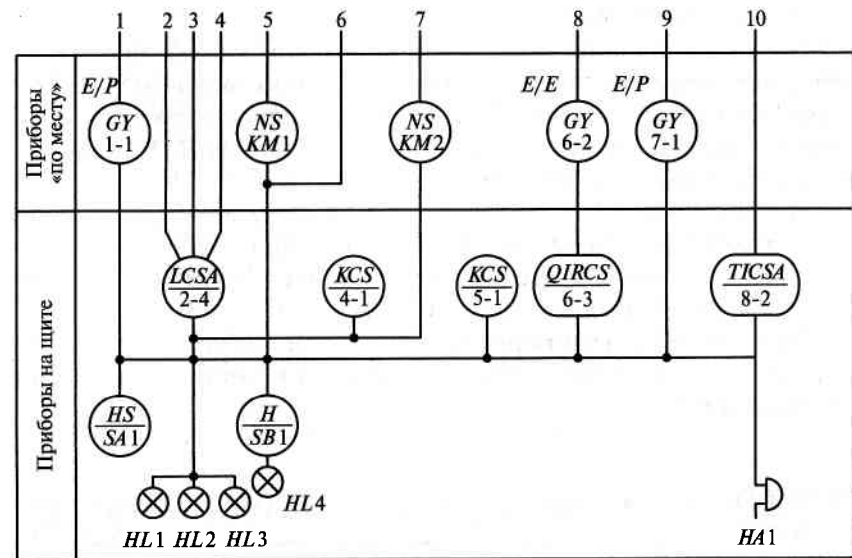 1 2 3 4 5 6 7 8 9 10
Приборы
«по месту»
E/P
GY
1-1
NS
KM1
NS
KM2
E/E
GY
6-2
E/P
GY
7-1
Приборы на щите
LCSA
2-4
KCS
4-1
KCS
5-1
QIRCS
6-3
TICSA
8-2
HS
SA1
H
SB1
HL4
HL1 HL2 HL3
HA1